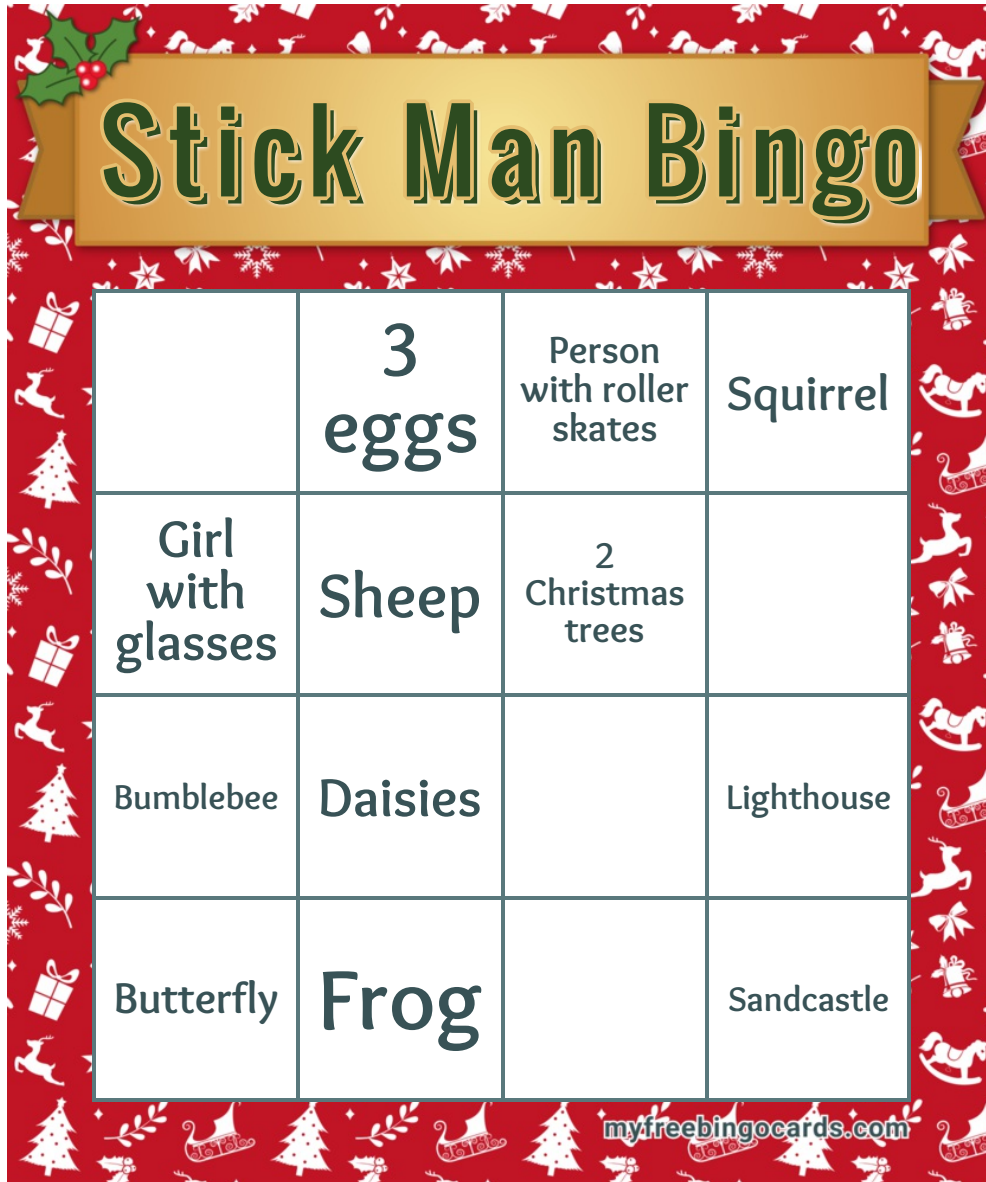 Stick Man Bingo
3
eggs
Person
with roller
skates
Squirrel
Girl
with
glasses
Sheep
2
Christmas
trees
Bumblebee
Daisies
Lighthouse
Butterfly
Frog
Sandcastle
myfreebingocards.com